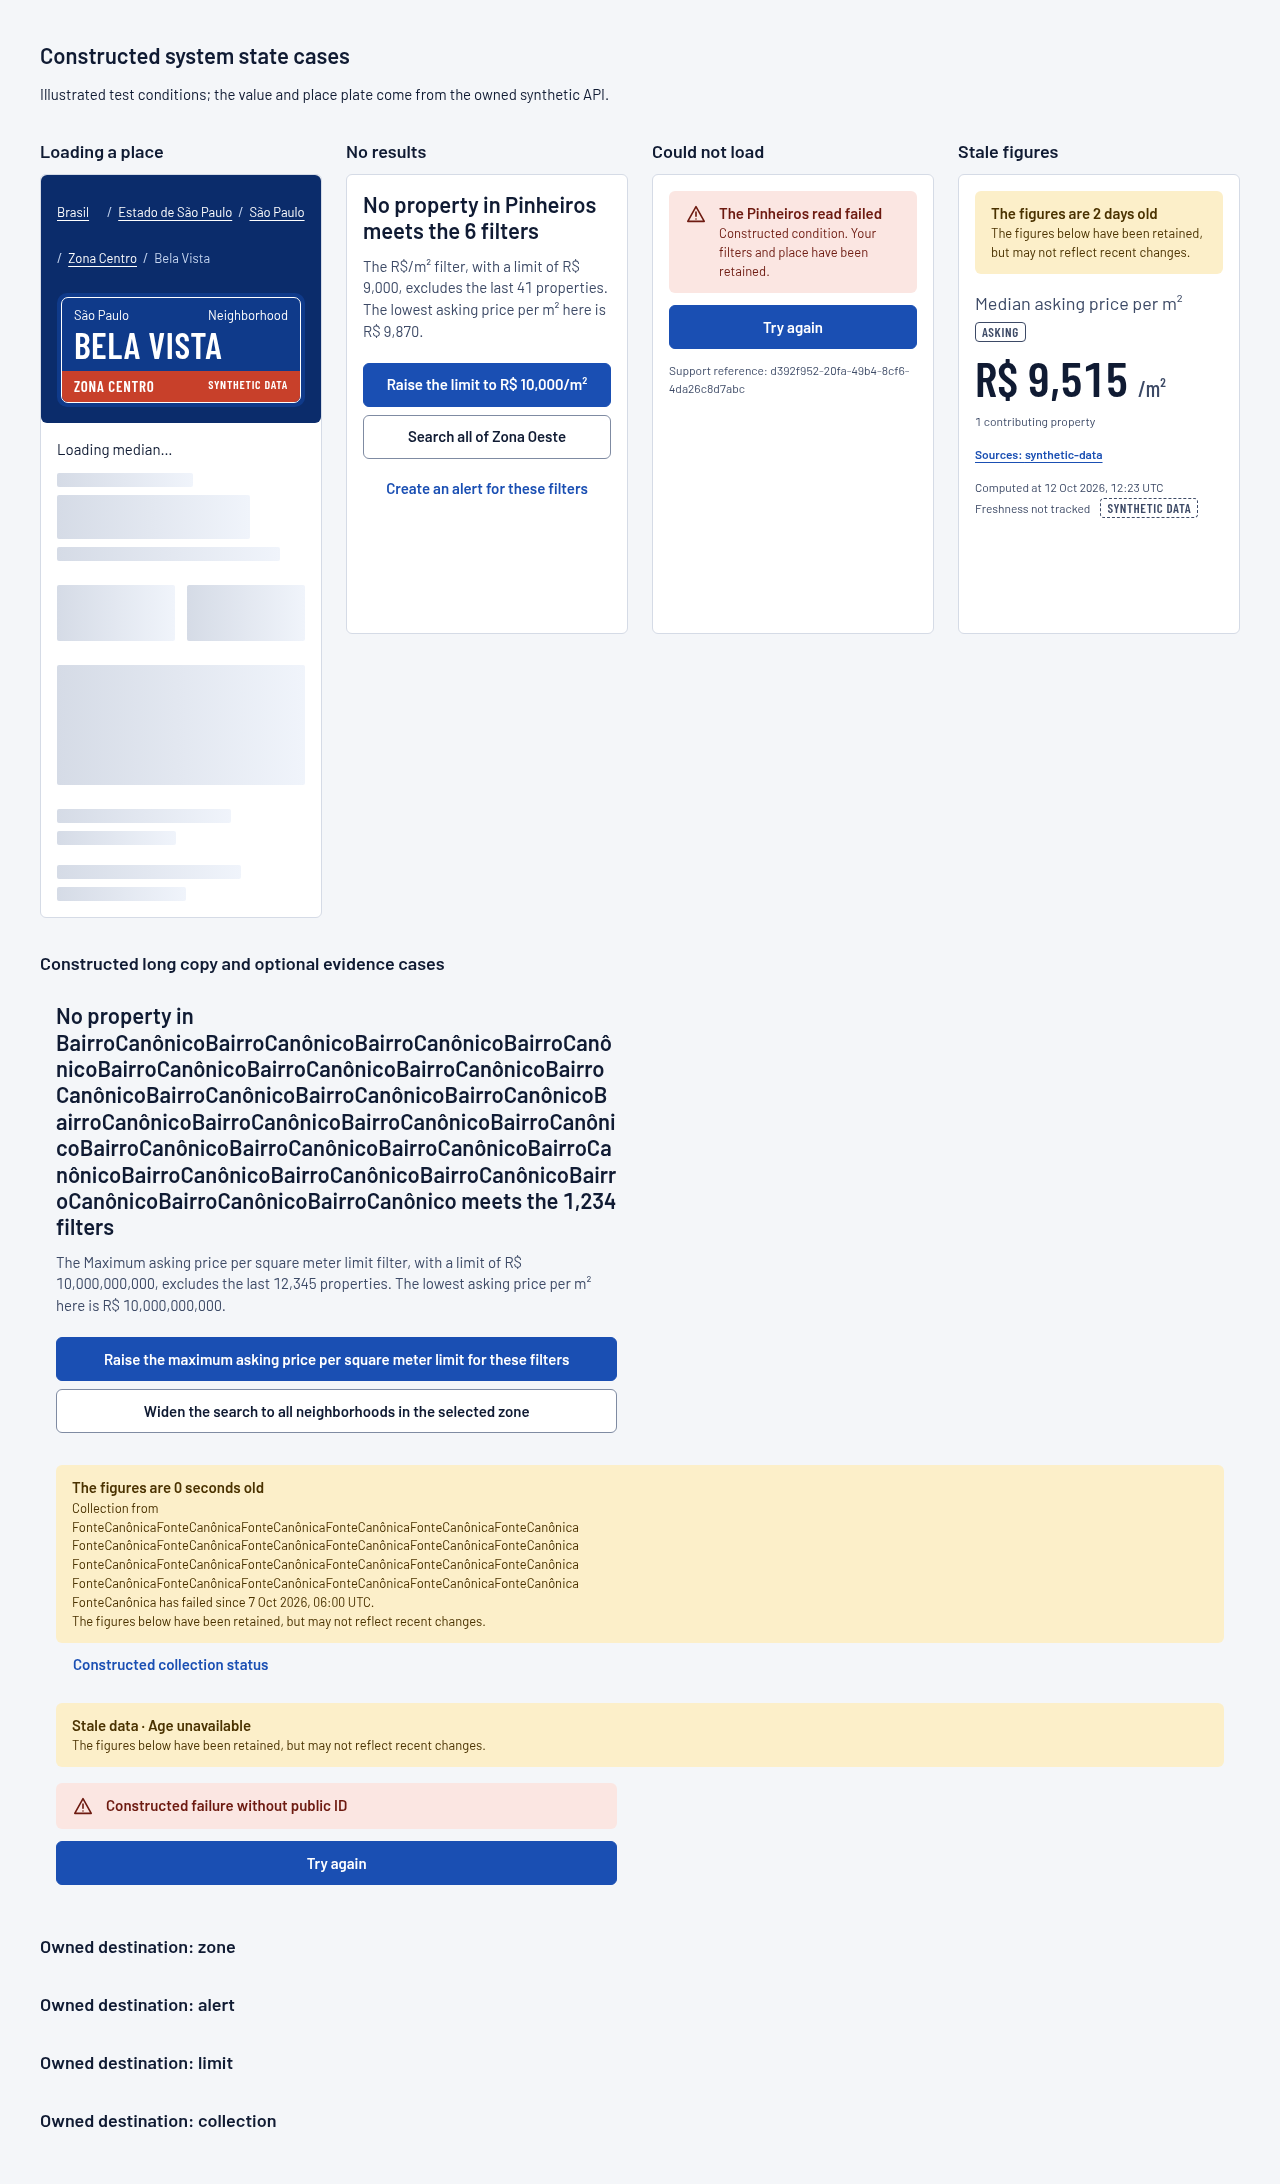 Constructed system state cases
Illustrated test conditions; the value and place plate come from the owned synthetic API.
Loading a place
Brasil / Estado de São Paulo / São Paulo
/ Zona Centro / Bela Vista
São Paulo Neighborhood
BELA VISTA
ZONA CENTRO SYNTHETIC DATA
Loading median...
No results
No property in Pinheiros
meets the 6 filters
The R$/m² filter, with a limit of R$
9,000, excludes the last 41 properties.
The lowest asking price per m² here is
R$ 9,870.
Raise the limit to R$ 10,000/m²
Search all of Zona Oeste
Create an alert for these filters
Could not load
The Pinheiros read failed
Constructed condition. Your
filters and place have been
retained.
Try again
Support reference: d392f952-20fa-49b4-8cf6-
4da26c8d7abc
Stale figures
The figures are 2 days old
The figures below have been retained,
but may not reflect recent changes.
Median asking price per m²
ASKING
R$ 9,515 /m²
1 contributing property
Sources: synthetic-data
Computed at 12 Oct 2026, 12:23 UTC
Freshness not tracked SYNTHETIC DATA
Constructed long copy and optional evidence cases
No property in
BairroCanônicoBairroCanônicoBairroCanônicoBairroCanô
nicoBairroCanônicoBairroCanônicoBairroCanônicoBairro
CanônicoBairroCanônicoBairroCanônicoBairroCanônicoB
airroCanônicoBairroCanônicoBairroCanônicoBairroCanôni
coBairroCanônicoBairroCanônicoBairroCanônicoBairroCa
nônicoBairroCanônicoBairroCanônicoBairroCanônicoBairr
oCanônicoBairroCanônicoBairroCanônico meets the 1,234
filters
The Maximum asking price per square meter limit filter, with a limit of R$
10,000,000,000, excludes the last 12,345 properties. The lowest asking price per m²
here is R$ 10,000,000,000.
Raise the maximum asking price per square meter limit for these filters
Widen the search to all neighborhoods in the selected zone
The figures are 0 seconds old
Collection from
FonteCanônicaFonteCanônicaFonteCanônicaFonteCanônicaFonteCanônicaFonteCanônica
FonteCanônicaFonteCanônicaFonteCanônicaFonteCanônicaFonteCanônicaFonteCanônica
FonteCanônicaFonteCanônicaFonteCanônicaFonteCanônicaFonteCanônicaFonteCanônica
FonteCanônicaFonteCanônicaFonteCanônicaFonteCanônicaFonteCanônicaFonteCanônica
FonteCanônica has failed since 7 Oct 2026, 06:00 UTC.
The figures below have been retained, but may not reflect recent changes.
Constructed collection status
Stale data · Age unavailable
The figures below have been retained, but may not reflect recent changes.
Constructed failure without public ID
Try again
Owned destination: zone
Owned destination: alert
Owned destination: limit
Owned destination: collection